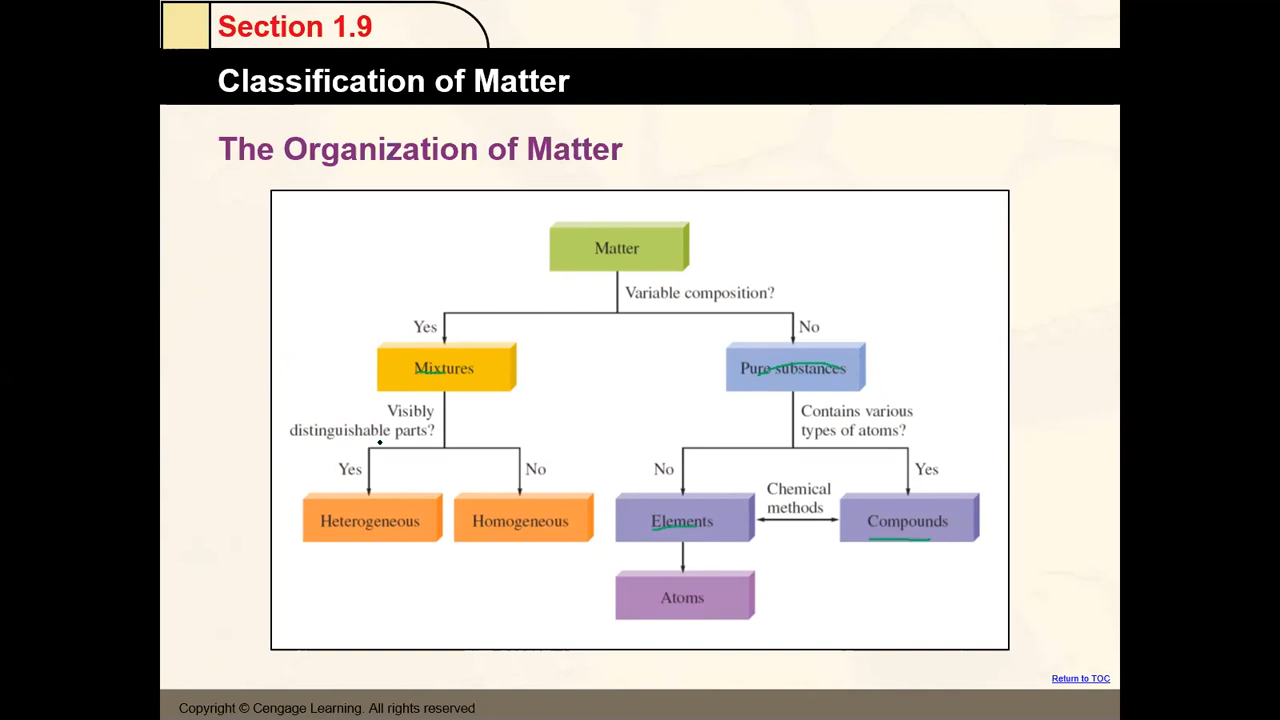 Section 1.9
Classification of Matter
The Organization of Matter
Matter
Variable composition?
Yes
No
Mixtures
Pure substances
Visibly
distinguishable parts?
Contains various
types of atoms?
Yes
No
No
Yes
Chemical
methods
Heterogeneous
Homogeneous
Elements
Compounds
Atoms
Return to TOC
Copyright © Cengage Learning. All rights reserved